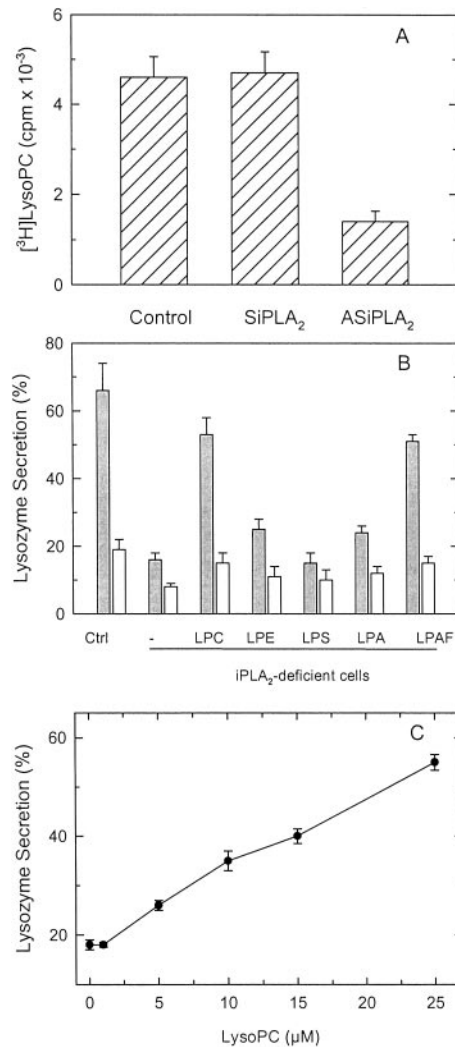 A
[³H]LysoPC (cpm x 10⁻³)
6
4
2
0
Control SiPLA₂ ASiPLA₂
B
Lysozyme Secretion (%)
80
60
40
20
0
Ctrl - LPC LPE LPS LPA LPAF
iPLA₂-deficient cells
C
Lysozyme Secretion (%)
60
40
20
0 5 10 15 20 25
LysoPC (µM)